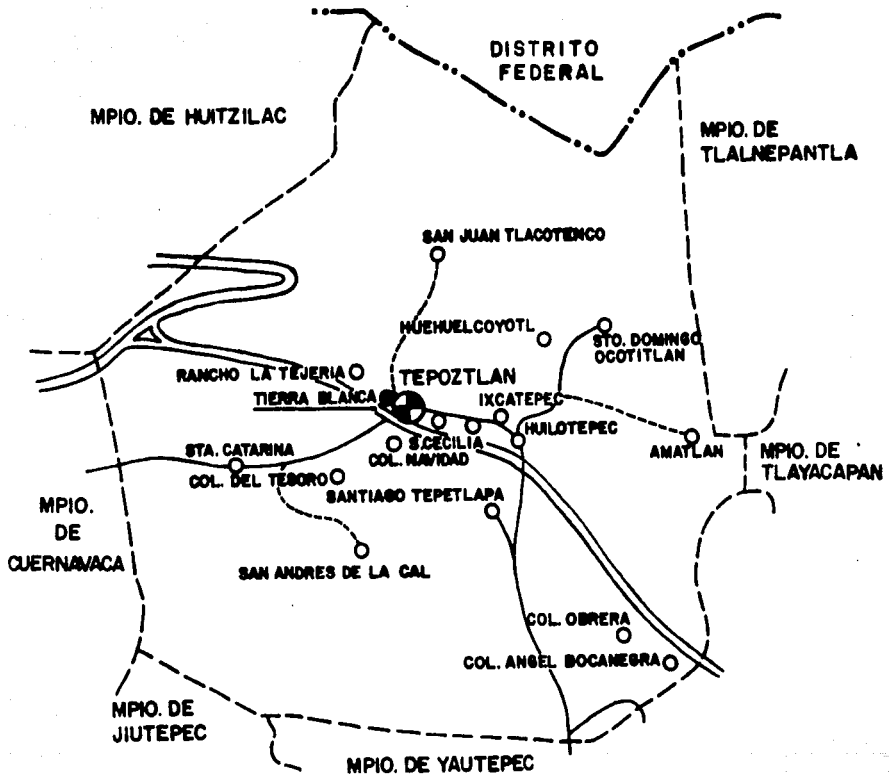 DISTRITO
FEDERAL
MPIO. DE HUITZILAC
MPIO. DE
TLALNEPANTLA
SAN JUAN TLACOTENCO
HUEHUELCOYOTL
STO. DOMINGO
OCOTITLAN
RANCHO LA TEJERIA
TEPOZTLAN
TIERRA BLANCA
IXCATEPEC
HUILOTEPEC
AMATLAN
S. CECILIA
COL. NAVIDAD
STA. CATARINA
COL. DEL TESORO
SANTIAGO TEPETLAPA
MPIO. DE
TLAYACAPAN
MPIO.
DE
CUERNAVACA
SAN ANDRES DE LA CAL
COL. OBRERA
COL. ANGEL BOCANEGRA
MPIO. DE
JIUTEPEC
MPIO. DE YAUTEPEC